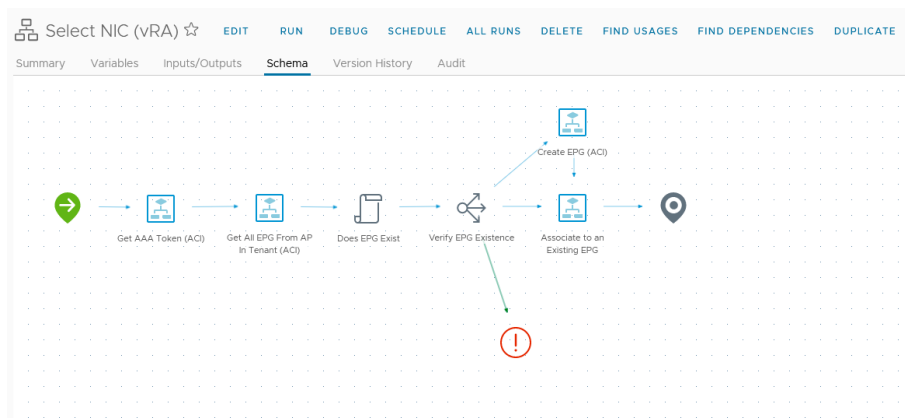 Select NIC (vRA) EDIT RUN DEBUG SCHEDULE ALL RUNS DELETE FIND USAGES FIND DEPENDENCIES DUPLICATE
Summary Variables Inputs/Outputs Schema Version History Audit
Create EPG (ACI)
Get AAA Token (ACI)
Get All EPG From AP
In Tenant (ACI)
Does EPG Exist
Verify EPG Existence
Associate to an
Existing EPG